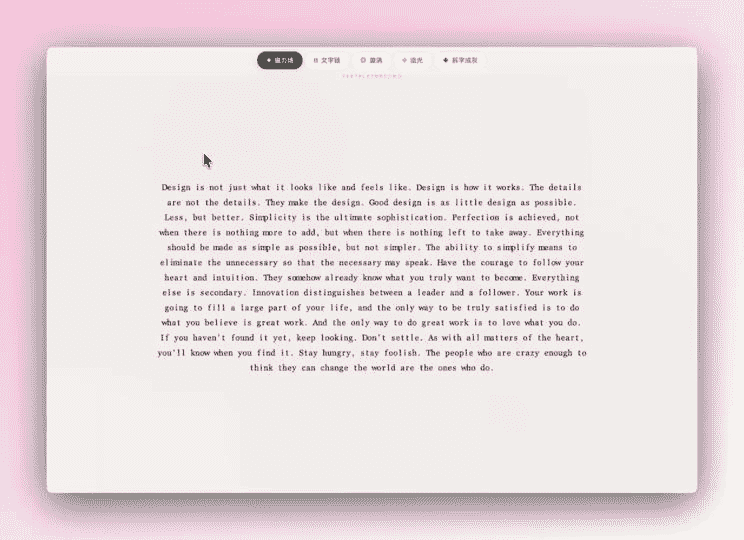 磁力场 文字链 漩涡 流光 拆字成灰
Design is not just what it looks like and feels like. Design is how it works. The details
are not the details. They make the design. Good design is as little design as possible.
Less, but better. Simplicity is the ultimate sophistication. Perfection is achieved, not
when there is nothing more to add, but when there is nothing left to take away. Everything
should be made as simple as possible, but not simpler. The ability to simplify means to
eliminate the unnecessary so that the necessary may speak. Have the courage to follow your
heart and intuition. They somehow already know what you truly want to become. Everything
else is secondary. Innovation distinguishes between a leader and a follower. Your work is
going to fill a large part of your life, and the only way to be truly satisfied is to do
what you believe is great work. And the only way to do great work is to love what you do.
If you haven't found it yet, keep looking. Don't settle. As with all matters of the heart,
you'll know when you find it. Stay hungry, stay foolish. The people who are crazy enough to
think they can change the world are the ones who do.